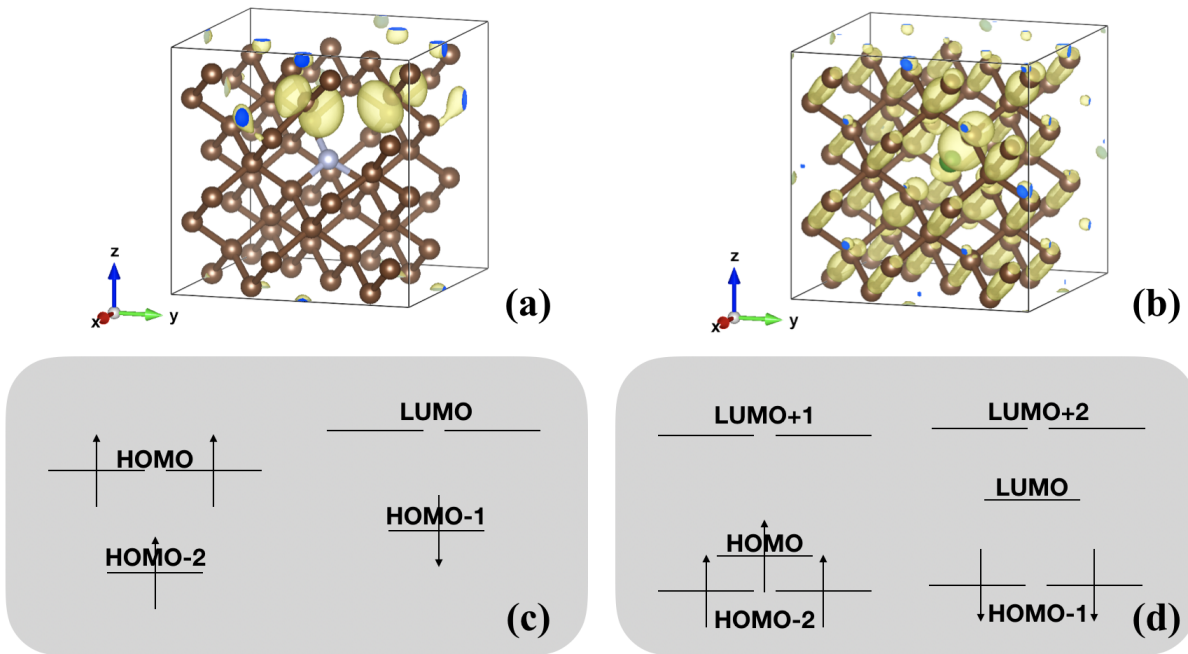 z
x
y
(a)
z
x
y
(b)
LUMO
HOMO
HOMO-1
HOMO-2
(c)
LUMO+1
LUMO+2
LUMO
HOMO
HOMO-2
HOMO-1
(d)